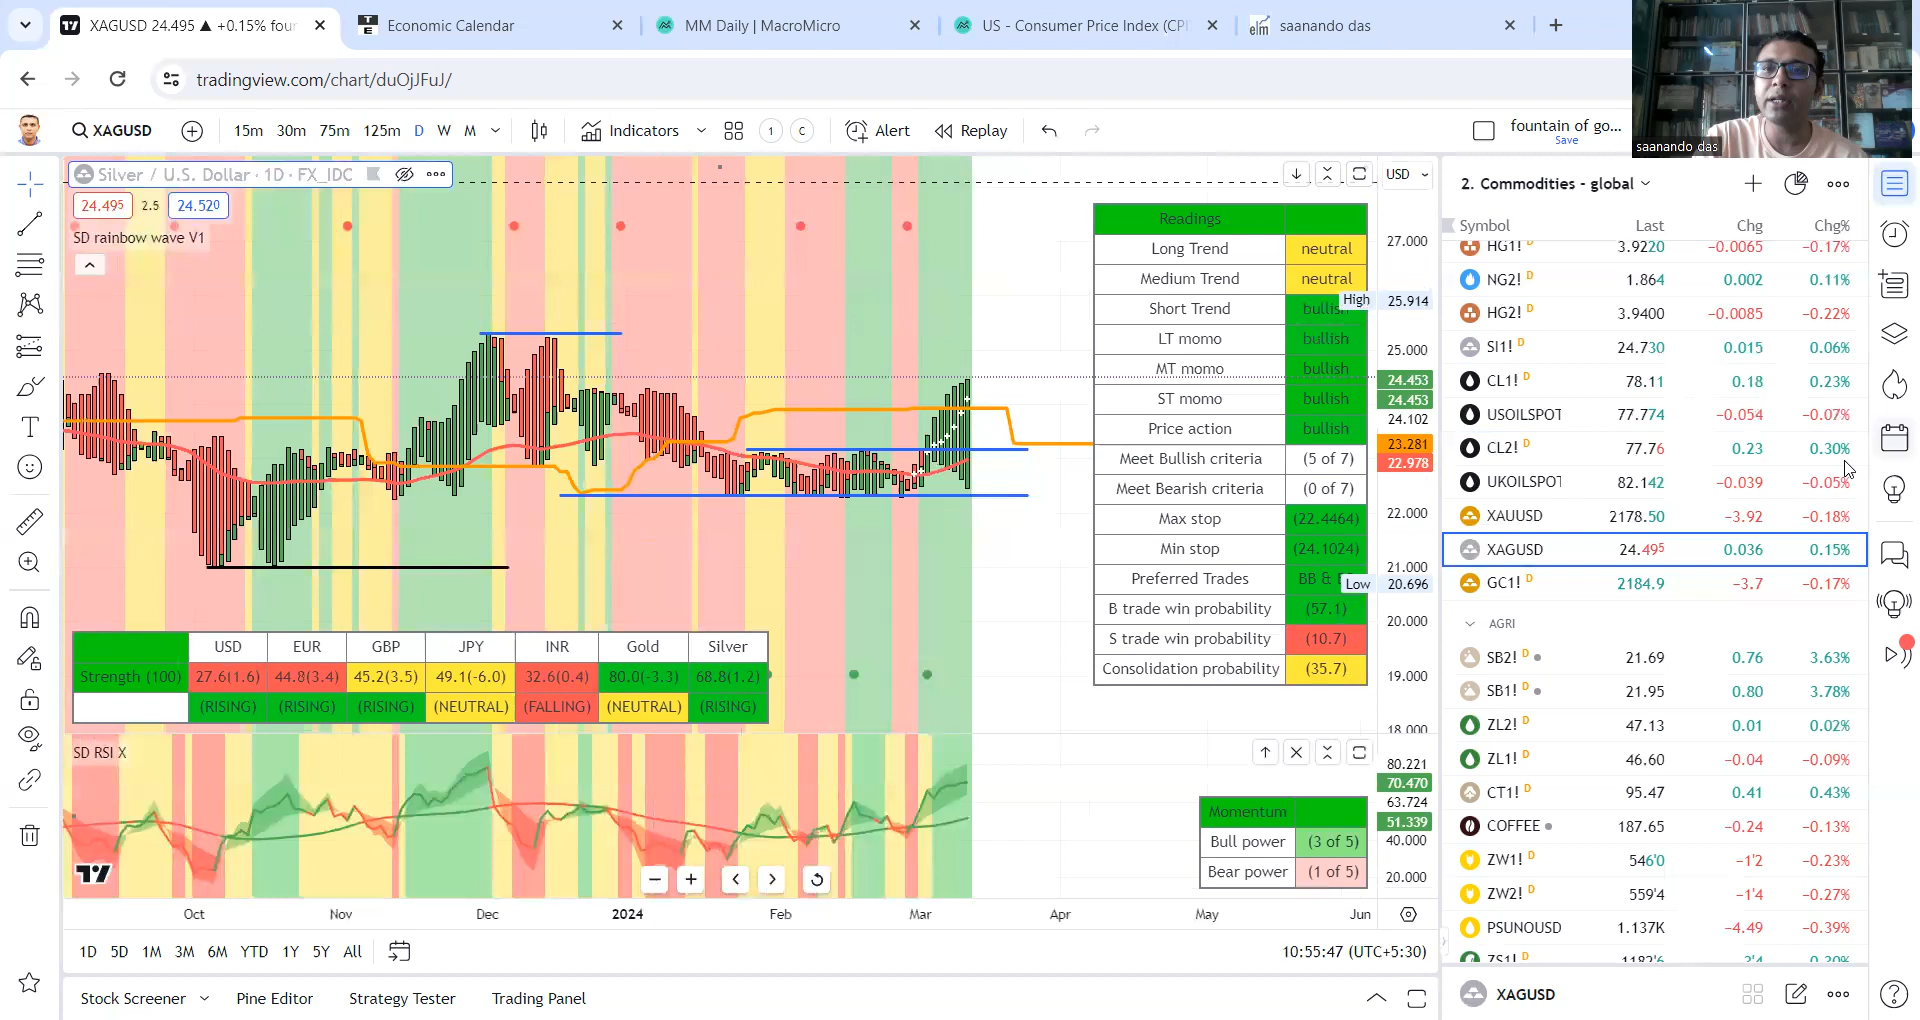 XAGUSD 24.495 ▲ +0.15% foun
Economic Calendar
MM Daily | MacroMicro
US - Consumer Price Index (CPI
elm saanando das
tradingview.com/chart/duOjJFuJ/
XAGUSD 15m 30m 75m 125m D W M Indicators 1 C Alert Replay
fountain of go...
Save
saanando das
Silver / U.S. Dollar · 1D · FX_IDC
24.495 2.5 24.520
SD rainbow wave V1
Readings
Long Trend neutral
Medium Trend neutral
Short Trend bullish
LT momo bullish
MT momo bullish
ST momo bullish
Price action bullish
Meet Bullish criteria (5 of 7)
Meet Bearish criteria (0 of 7)
Max stop (22.4464)
Min stop (24.1024)
Preferred Trades BB &
B trade win probability (57.1)
S trade win probability (10.7)
Consolidation probability (35.7)
USD
27.000
High 25.914
25.000
24.453
24.453
24.102
23.281
22.978
22.000
21.000
Low 20.696
20.000
19.000
18.000
USD EUR GBP JPY INR Gold Silver
Strength (100) 27.6(1.6) 44.8(3.4) 45.2(3.5) 49.1(-6.0) 32.6(0.4) 80.0(-3.3) 68.8(1.2)
(RISING) (RISING) (RISING) (NEUTRAL) (FALLING) (NEUTRAL) (RISING)
SD RSI X
80.221
70.470
63.724
51.339
40.000
20.000
Momentum
Bull power (3 of 5)
Bear power (1 of 5)
Oct Nov Dec 2024 Feb Mar Apr May Jun
1D 5D 1M 3M 6M YTD 1Y 5Y All
10:55:47 (UTC+5:30)
Stock Screener Pine Editor Strategy Tester Trading Panel
2. Commodities - global
Symbol Last Chg Chg%
HG1! D 3.9220 −0.0065 −0.17%
NG2! D 1.864 0.002 0.11%
HG2! D 3.9400 −0.0085 −0.22%
SI1! D 24.730 0.015 0.06%
CL1! D 78.11 0.18 0.23%
USOILSPOT 77.774 −0.054 −0.07%
CL2! D 77.76 0.23 0.30%
UKOILSPOT 82.142 −0.039 −0.05%
XAUUSD 2178.50 −3.92 −0.18%
XAGUSD 24.495 0.036 0.15%
GC1! D 2184.9 −3.7 −0.17%
AGRI
SB2! D 21.69 0.76 3.63%
SB1! D 21.95 0.80 3.78%
ZL2! D 47.13 0.01 0.02%
ZL1! D 46.60 −0.04 −0.09%
CT1! D 95.47 0.41 0.43%
COFFEE 187.65 −0.24 −0.13%
ZW1! D 546'0 −1'2 −0.23%
ZW2! D 559'4 −1'4 −0.27%
PSUNOUSD 1.137K −4.49 −0.39%
ZS1! D 1182'6 2'4 0.20%
XAGUSD